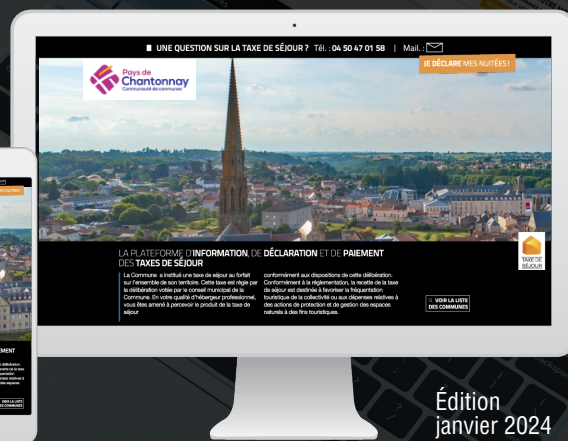 UNE QUESTION SUR LA TAXE DE SÉJOUR ? Tél. : 04 50 47 01 58 | Mail. :
JE DÉCLARE MES NUITÉES !
Pays de
Chantonnay
Communauté de communes
LA PLATEFORME D'INFORMATION, DE DÉCLARATION ET DE PAIEMENT
DES TAXES DE SÉJOUR
La Commune a institué une taxe de séjour au forfait
sur l'ensemble de son territoire. Cette taxe est régie par
la délibération votée par le conseil municipal de la
Commune. En votre qualité d'hébergeur professionnel,
vous êtes amené à percevoir le produit de la taxe de
séjour
conformément aux dispositions de cette délibération.
Conformément à la réglementation, la recette de la taxe
de séjour est destinée à favoriser la fréquentation
touristique de la collectivité ou aux dépenses relatives à
des actions de protection et de gestion des espaces
naturels à des fins touristiques.
TAXE DE
SÉJOUR
VOIR LA LISTE
DES COMMUNES
VOIR LA LISTE
DES COMMUNES
Édition
janvier 2024